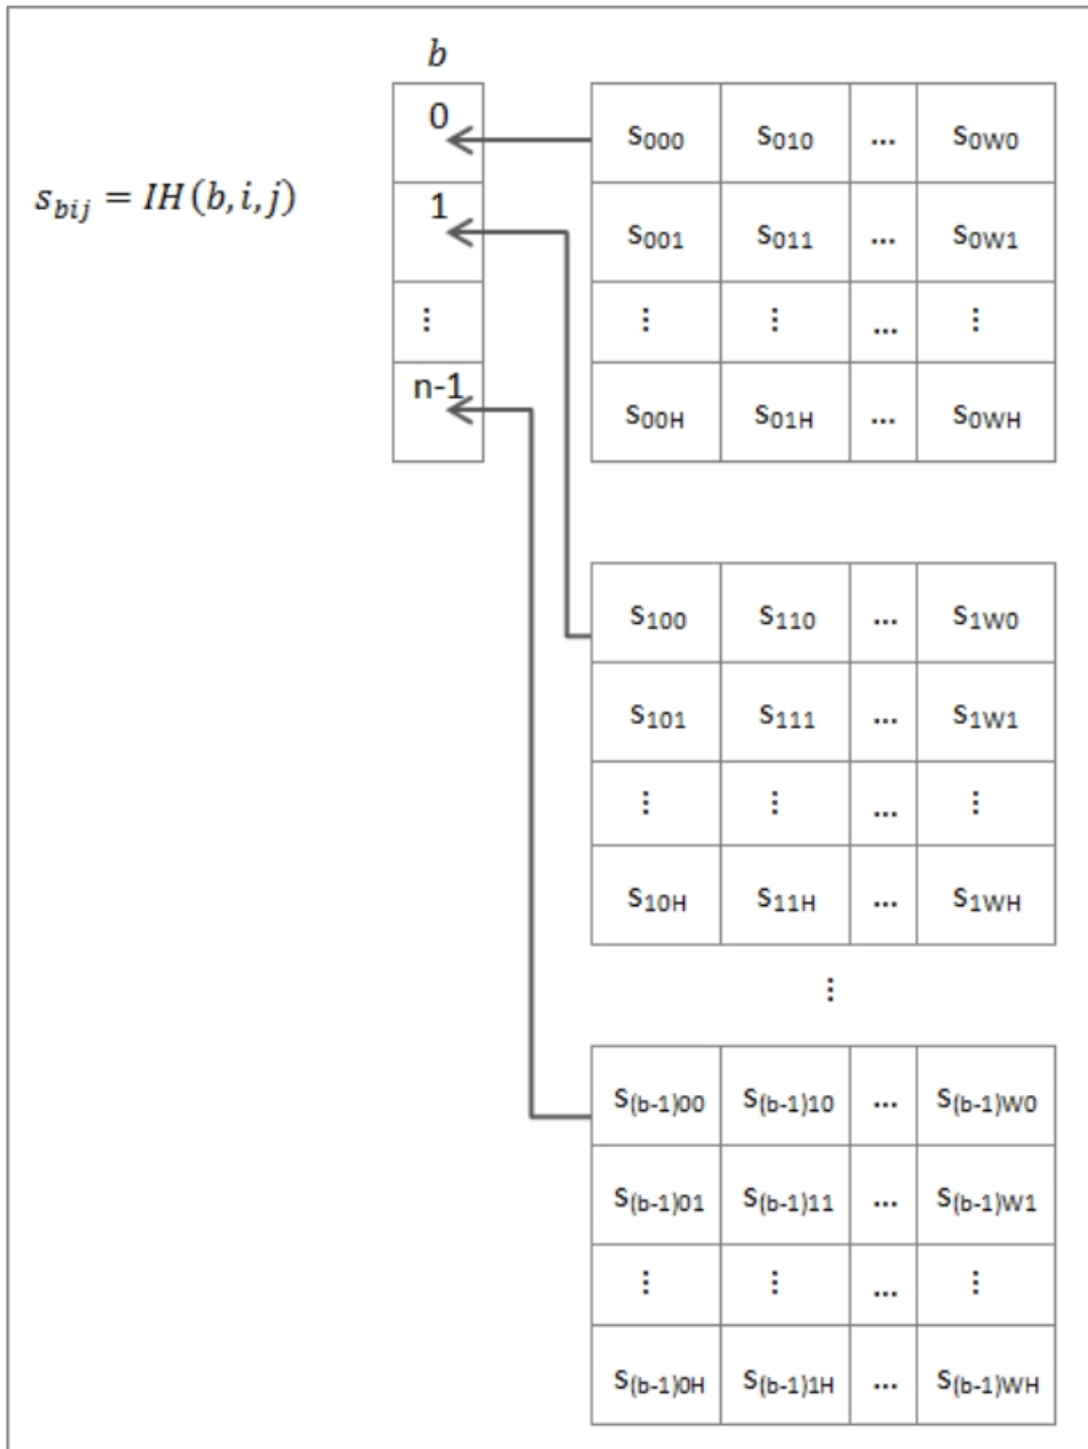 b
0 s₀₀₀ s₀₁₀ ... s₀W₀
s_{bij} = IH(b,i,j)
1 s₀₀₁ s₀₁₁ ... s₀W₁
⋮ ⋮ ⋮ ... ⋮
n-1 s₀₀H s₀₁H ... s₀WH
s₁₀₀ s₁₁₀ ... s₁W₀
s₁₀₁ s₁₁₁ ... s₁W₁
⋮ ⋮ ... ⋮
s₁₀H s₁₁H ... s₁WH
⋮
s₍b₋₁₎₀₀ s₍b₋₁₎₁₀ ... s₍b₋₁₎W₀
s₍b₋₁₎₀₁ s₍b₋₁₎₁₁ ... s₍b₋₁₎W₁
⋮ ⋮ ... ⋮
s₍b₋₁₎₀H s₍b₋₁₎₁H ... s₍b₋₁₎WH